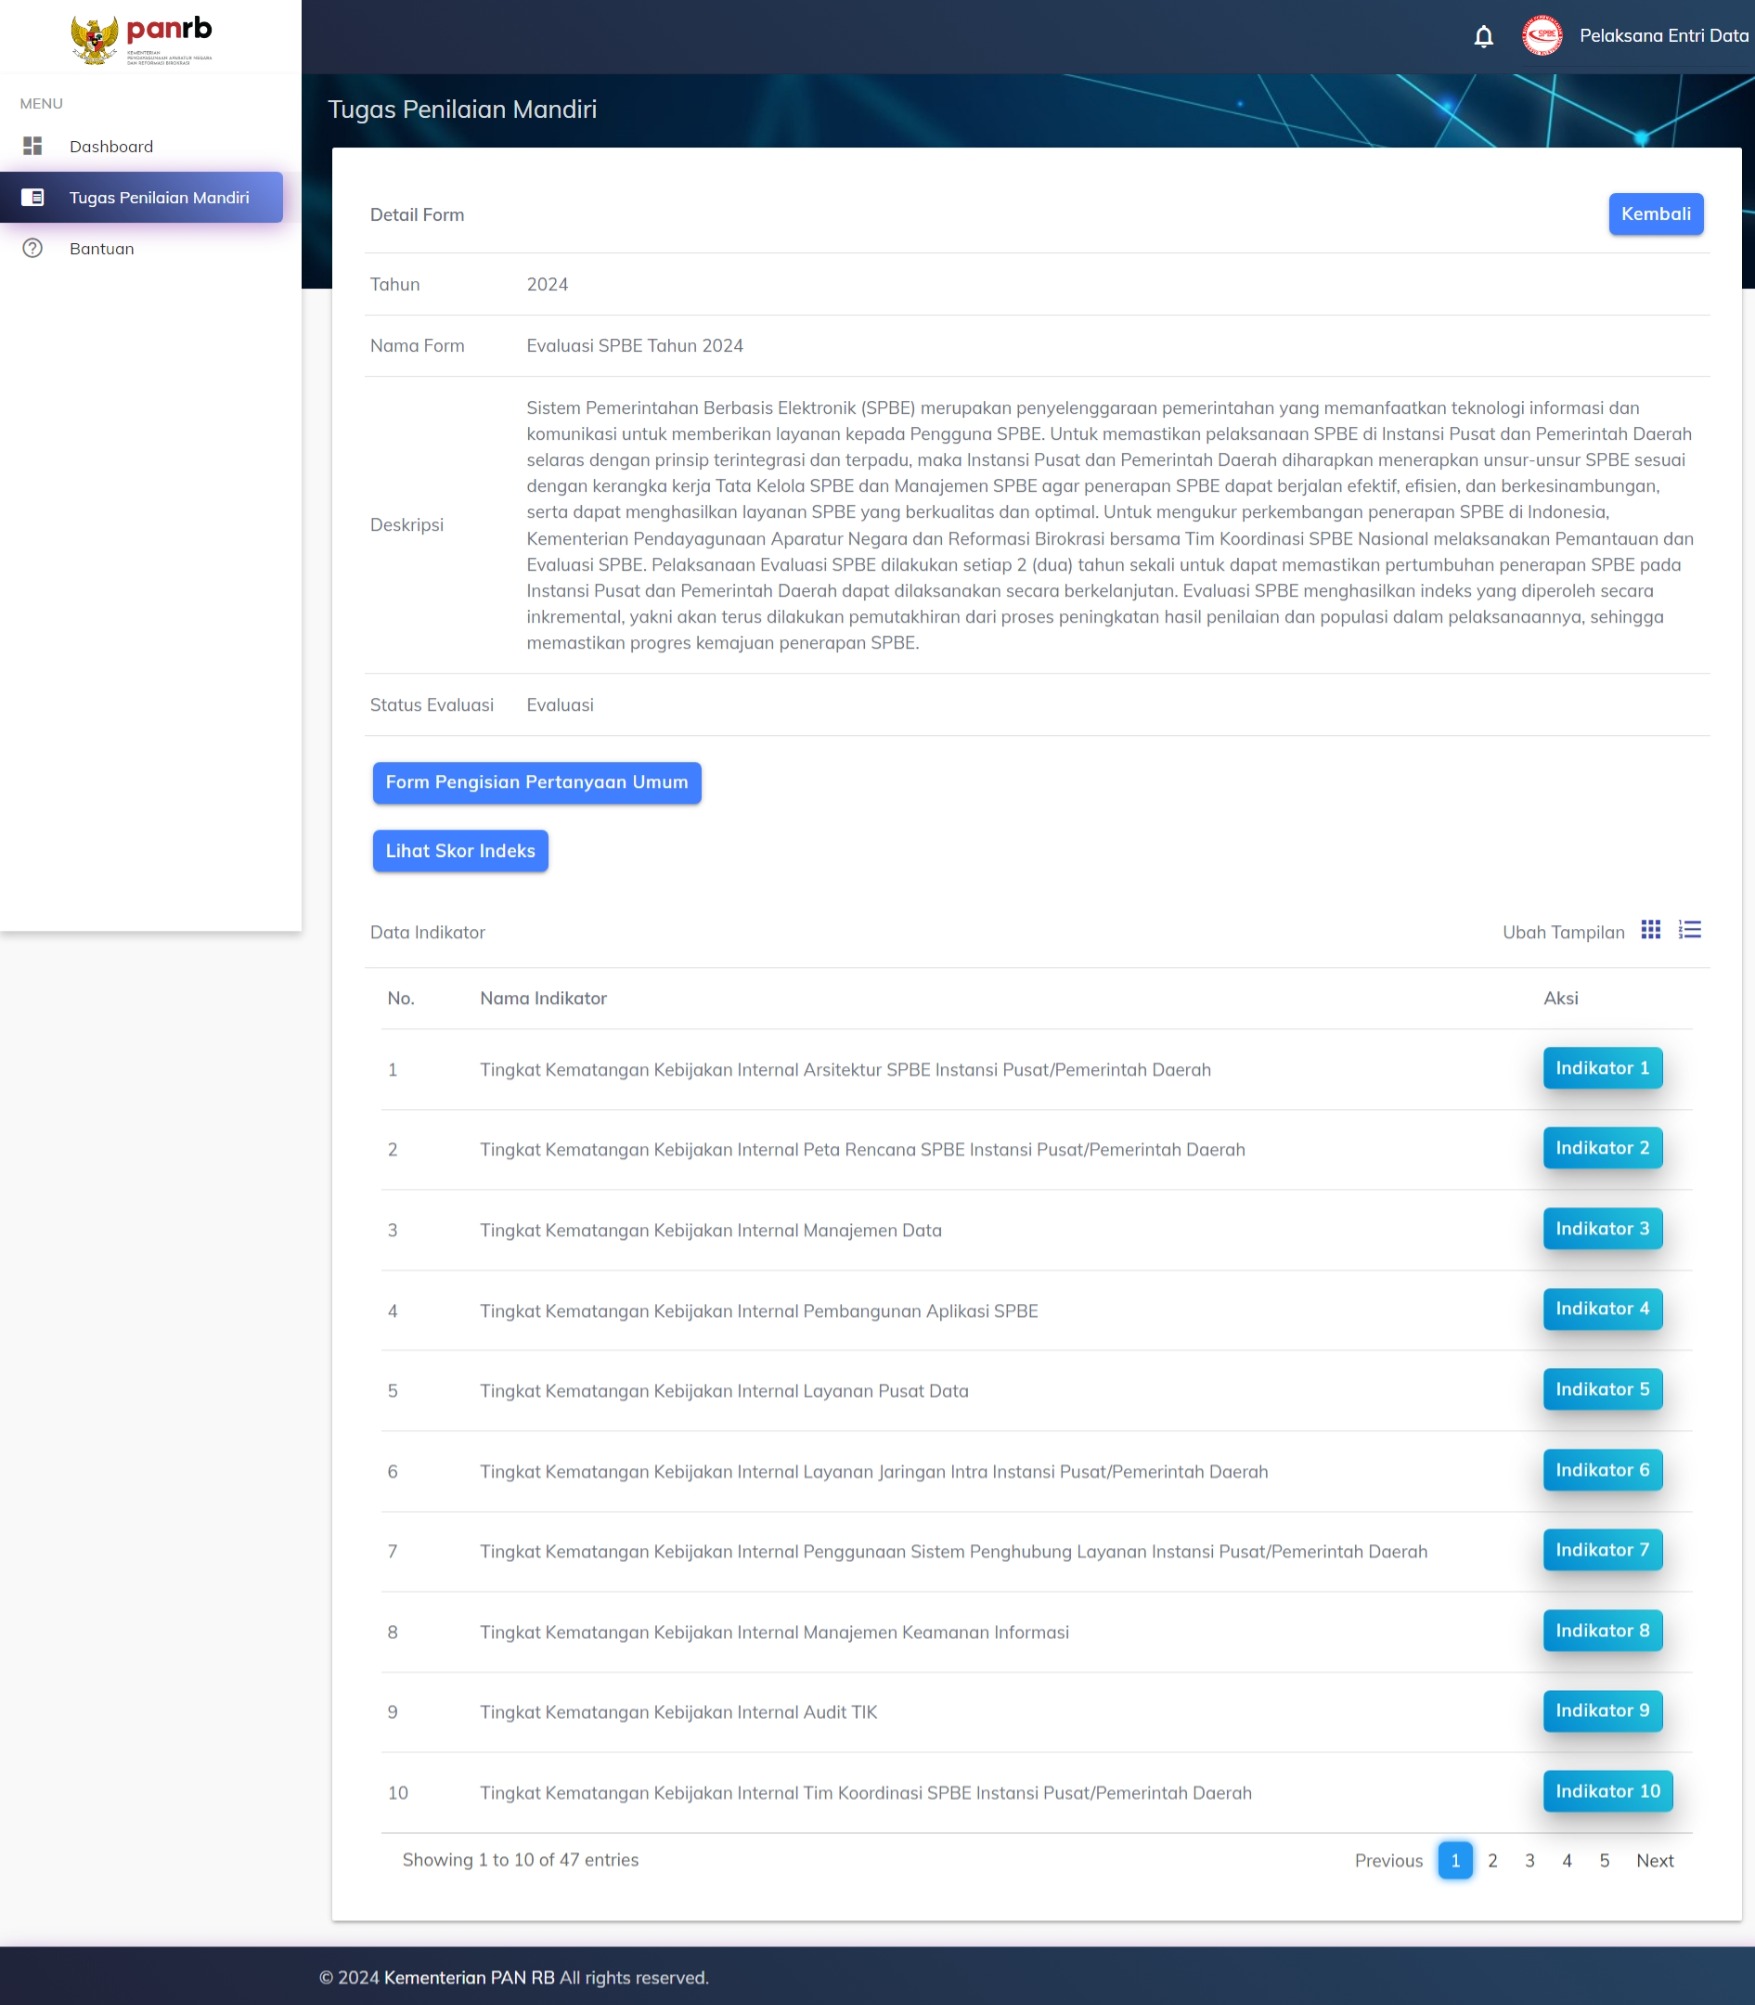 panrb
KEMENTERIAN
PENDAYAGUNAAN APARATUR NEGARA
DAN REFORMASI BIROKRASI
SPBE
Pelaksana Entri Data
MENU
Dashboard
Tugas Penilaian Mandiri
Bantuan
Tugas Penilaian Mandiri
Detail Form
Kembali
Tahun 2024
Nama Form Evaluasi SPBE Tahun 2024
Deskripsi
Sistem Pemerintahan Berbasis Elektronik (SPBE) merupakan penyelenggaraan pemerintahan yang memanfaatkan teknologi informasi dan
komunikasi untuk memberikan layanan kepada Pengguna SPBE. Untuk memastikan pelaksanaan SPBE di Instansi Pusat dan Pemerintah Daerah
selaras dengan prinsip terintegrasi dan terpadu, maka Instansi Pusat dan Pemerintah Daerah diharapkan menerapkan unsur-unsur SPBE sesuai
dengan kerangka kerja Tata Kelola SPBE dan Manajemen SPBE agar penerapan SPBE dapat berjalan efektif, efisien, dan berkesinambungan,
serta dapat menghasilkan layanan SPBE yang berkualitas dan optimal. Untuk mengukur perkembangan penerapan SPBE di Indonesia,
Kementerian Pendayagunaan Aparatur Negara dan Reformasi Birokrasi bersama Tim Koordinasi SPBE Nasional melaksanakan Pemantauan dan
Evaluasi SPBE. Pelaksanaan Evaluasi SPBE dilakukan setiap 2 (dua) tahun sekali untuk dapat memastikan pertumbuhan penerapan SPBE pada
Instansi Pusat dan Pemerintah Daerah dapat dilaksanakan secara berkelanjutan. Evaluasi SPBE menghasilkan indeks yang diperoleh secara
inkremental, yakni akan terus dilakukan pemutakhiran dari proses peningkatan hasil penilaian dan populasi dalam pelaksanaannya, sehingga
memastikan progres kemajuan penerapan SPBE.
Status Evaluasi Evaluasi
Form Pengisian Pertanyaan Umum
Lihat Skor Indeks
Data Indikator
Ubah Tampilan
No. Nama Indikator Aksi
1 Tingkat Kematangan Kebijakan Internal Arsitektur SPBE Instansi Pusat/Pemerintah Daerah Indikator 1
2 Tingkat Kematangan Kebijakan Internal Peta Rencana SPBE Instansi Pusat/Pemerintah Daerah Indikator 2
3 Tingkat Kematangan Kebijakan Internal Manajemen Data Indikator 3
4 Tingkat Kematangan Kebijakan Internal Pembangunan Aplikasi SPBE Indikator 4
5 Tingkat Kematangan Kebijakan Internal Layanan Pusat Data Indikator 5
6 Tingkat Kematangan Kebijakan Internal Layanan Jaringan Intra Instansi Pusat/Pemerintah Daerah Indikator 6
7 Tingkat Kematangan Kebijakan Internal Penggunaan Sistem Penghubung Layanan Instansi Pusat/Pemerintah Daerah Indikator 7
8 Tingkat Kematangan Kebijakan Internal Manajemen Keamanan Informasi Indikator 8
9 Tingkat Kematangan Kebijakan Internal Audit TIK Indikator 9
10 Tingkat Kematangan Kebijakan Internal Tim Koordinasi SPBE Instansi Pusat/Pemerintah Daerah Indikator 10
Showing 1 to 10 of 47 entries
Previous 1 2 3 4 5 Next
© 2024 Kementerian PAN RB All rights reserved.